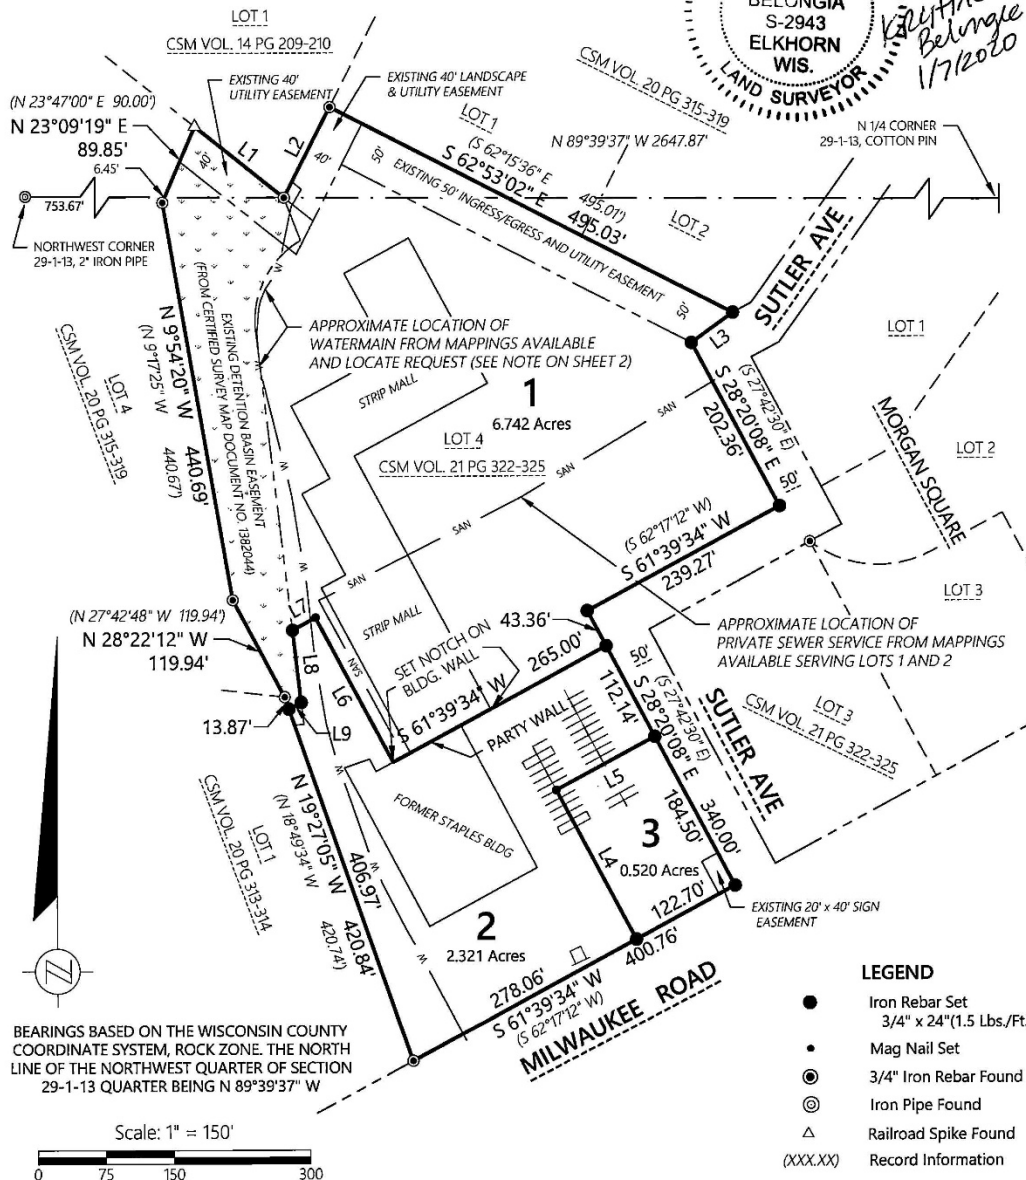 LOT 1
CSM VOL. 14 PG 209-210
BELONGIA
S-2943
ELKHORN
WIS.
LAND SURVEYOR
Belongia
1/7/2020
EXISTING 40'
UTILITY EASEMENT
EXISTING 40' LANDSCAPE
& UTILITY EASEMENT
CSM VOL. 20 PG 315-319
LOT 1
(N 23°47'00" E 90.00')
N 23°09'19" E
89.85'
6.45'
40'
L1
L2
40'
50'
(S 62°15'36" E
495.01')
S 62°53'02" E
495.03'
N 89°39'37" W 2647.87'
N 1/4 CORNER
29-1-13, COTTON PIN
753.67'
NORTHWEST CORNER
29-1-13, 2" IRON PIPE
EXISTING 50' INGRESS/EGRESS AND UTILITY EASEMENT
LOT 2
50'
SUTLER AVE
L3
N 9°54'20" W
440.69'
(N 9°17'25" W
440.67')
EXISTING DETENTION BASIN EASEMENT
(FROM CERTIFIED SURVEY MAP DOCUMENT NO. 1382044)
W
W
W
W
W
W
W
W
APPROXIMATE LOCATION OF
WATERMAIN FROM MAPPINGS AVAILABLE
AND LOCATE REQUEST (SEE NOTE ON SHEET 2)
LOT 1
LOT 4
CSM VOL. 20 PG 315-319
STRIP MALL
1
6.742 Acres
LOT 4
CSM VOL. 21 PG 322-325
SAN
SAN
SAN
SAN
SAN
SAN
S 28°20'08" E
(S 27°42'30" E)
202.36'
50'
MORGAN SQUARE
LOT 2
(S 62°17'12" W)
S 61°39'34" W
239.27'
LOT 3
(N 27°42'48" W 119.94')
N 28°22'12" W
119.94'
L7
L8
STRIP MALL
43.36'
SET NOTCH ON
BLDG. WALL
265.00'
S 61°39'34" W
L6
APPROXIMATE LOCATION OF
PRIVATE SEWER SERVICE FROM MAPPINGS
AVAILABLE SERVING LOTS 1 AND 2
50'
112.14'
S 28°20'08" E
(S 27°42'30" E)
SUTLER AVE
LOT 3
CSM VOL. 21 PG 322-325
13.87'
L9
PARTY WALL
L5
LOT 1
CSM VOL. 20 PG 313-314
N 19°27'05" W
(N 18°49'34" W
406.97'
420.84'
420.74')
FORMER STAPLES BLDG
L4
3
0.520 Acres
184.50'
340.00'
EXISTING 20' x 40' SIGN
EASEMENT
122.70'
2
2.321 Acres
278.06'
400.76'
S 61°39'34" W
(S 62°17'12" W)
MILWAUKEE ROAD
BEARINGS BASED ON THE WISCONSIN COUNTY
COORDINATE SYSTEM, ROCK ZONE. THE NORTH
LINE OF THE NORTHWEST QUARTER OF SECTION
29-1-13 QUARTER BEING N 89°39'37" W
Scale: 1" = 150'
0 75 150 300
LEGEND
Iron Rebar Set
3/4" x 24"(1.5 Lbs./Ft.
Mag Nail Set
3/4" Iron Rebar Found
Iron Pipe Found
Railroad Spike Found
(XXX.XX) Record Information